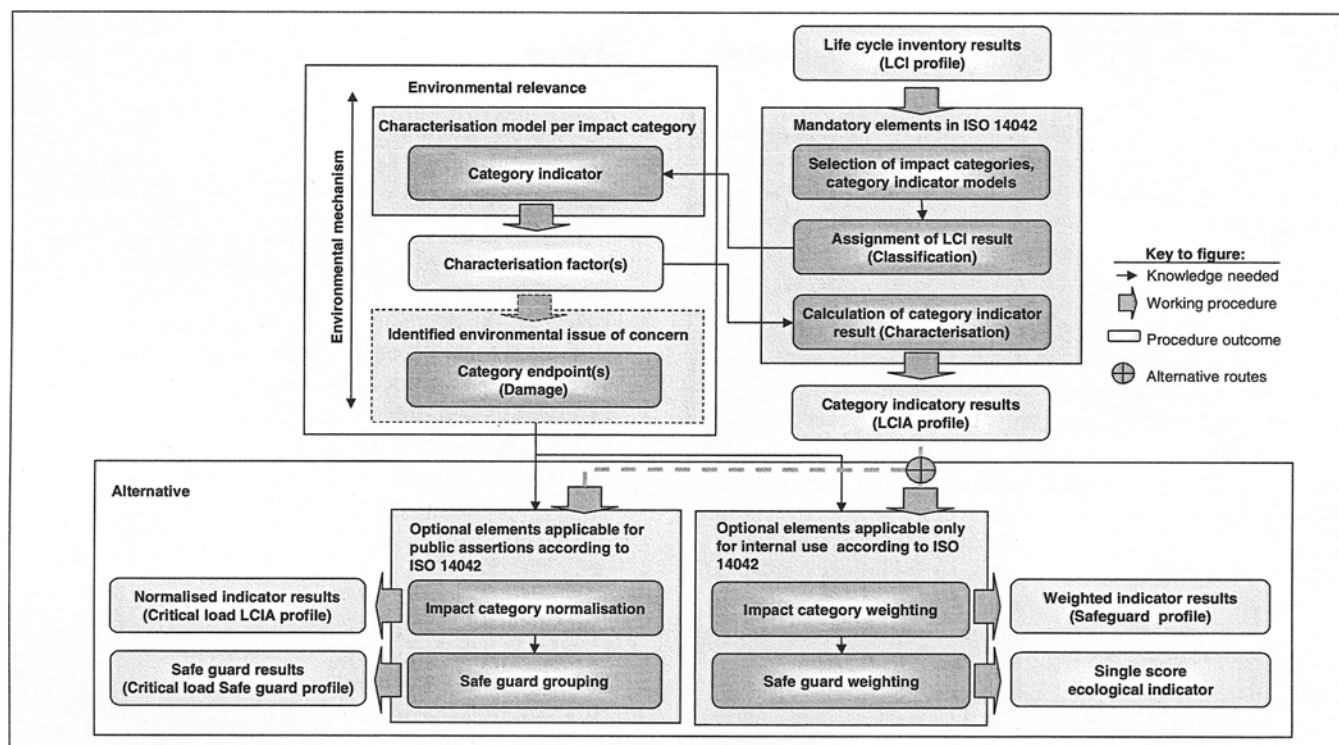 Life cycle inventory results
(LCI profile)
Environmental relevance
Environmental mechanism
Characterisation model per impact category
Category indicator
Characterisation factor(s)
Identified environmental issue of concern
Category endpoint(s)
(Damage)
Mandatory elements in ISO 14042
Selection of impact categories,
category indicator models
Assignment of LCI result
(Classification)
Calculation of category indicator
result (Characterisation)
Category indicatory results
(LCIA profile)
Key to figure:
Knowledge needed
Working procedure
Procedure outcome
Alternative routes
Alternative
Optional elements applicable for
public assertions according to
ISO 14042
Impact category normalisation
Safe guard grouping
Normalised indicator results
(Critical load LCIA profile)
Safe guard results
(Critical load Safe guard profile)
Optional elements applicable only
for internal use according to ISO
14042
Impact category weighting
Safe guard weighting
Weighted indicator results
(Safeguard profile)
Single score
ecological indicator